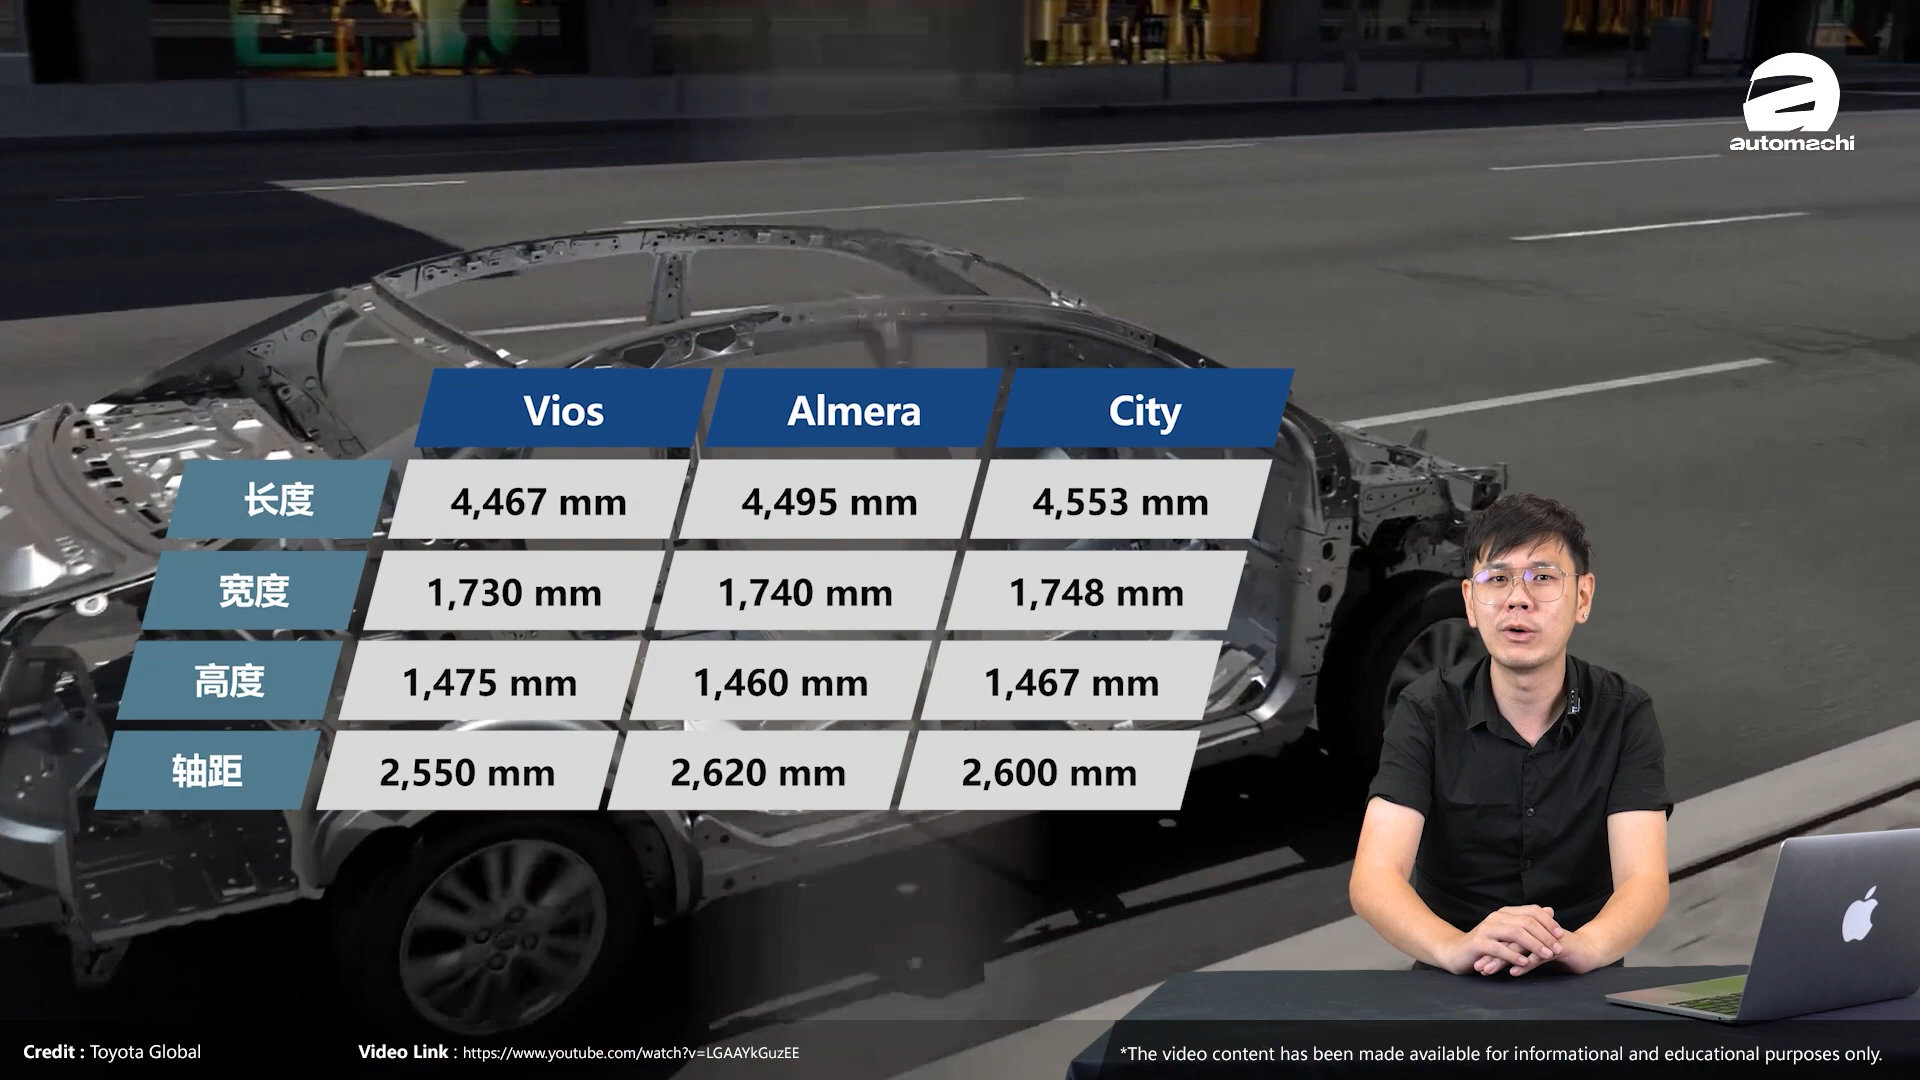 automachi
Vios Almera City
长度 4,467 mm 4,495 mm 4,553 mm
宽度 1,730 mm 1,740 mm 1,748 mm
高度 1,475 mm 1,460 mm 1,467 mm
轴距 2,550 mm 2,620 mm 2,600 mm
Credit : Toyota Global Video Link : https://www.youtube.com/watch?v=LGAAYkGuzEE *The video content has been made available for informational and educational purposes only.